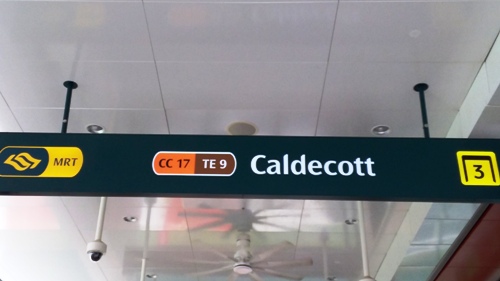 MRT CC 17 TE 9 Caldecott 3